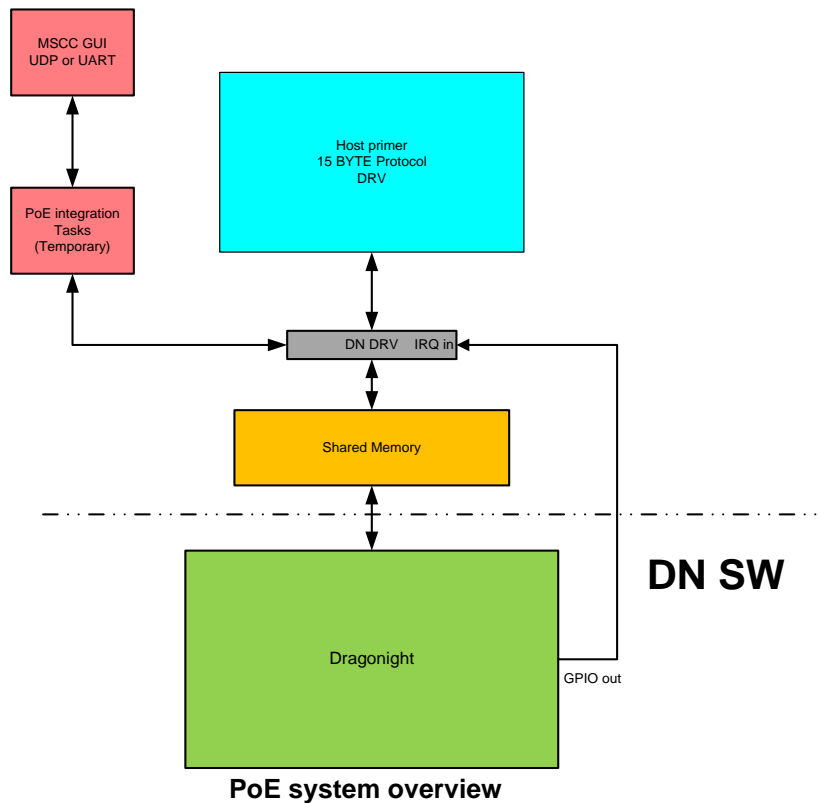 MSCC GUI
UDP or UART
Host primer
15 BYTE Protocol
DRV
PoE integration
Tasks
(Temporary)
DN DRV IRQ in
Shared Memory
DN SW
Dragonight
GPIO out
PoE system overview